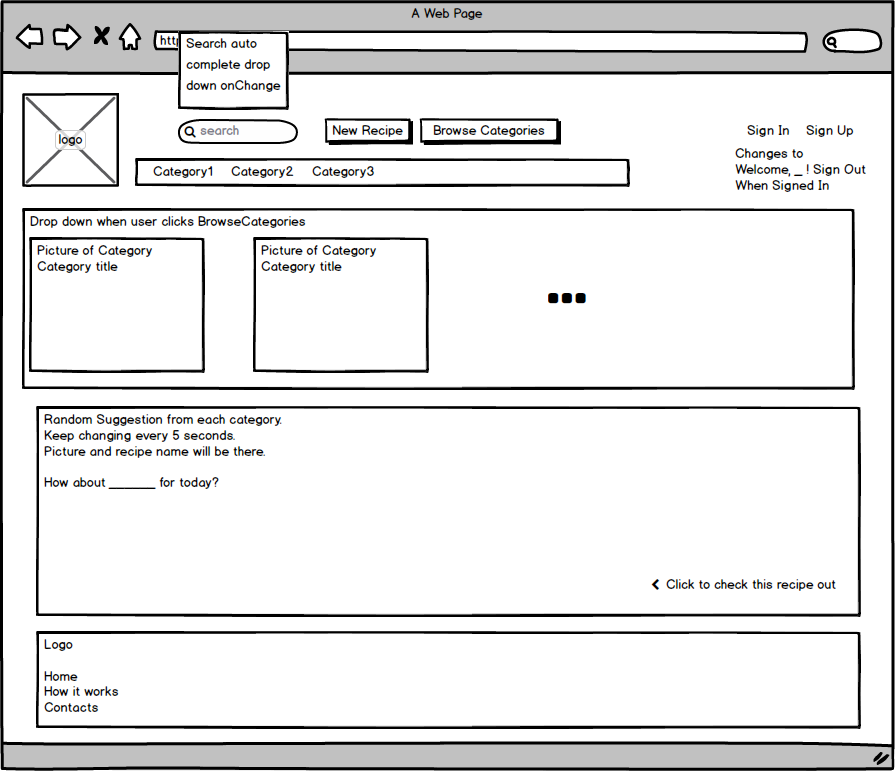 A Web Page
http
Search auto
complete drop
down onChange
search
New Recipe
Browse Categories
Sign In Sign Up
logo
Changes to
Welcome, _ ! Sign Out
When Signed In
Category1 Category2 Category3
Drop down when user clicks BrowseCategories
Picture of Category
Category title
Picture of Category
Category title
Random Suggestion from each category.
Keep changing every 5 seconds.
Picture and recipe name will be there.
How about _______ for today?
Click to check this recipe out
Logo
Home
How it works
Contacts